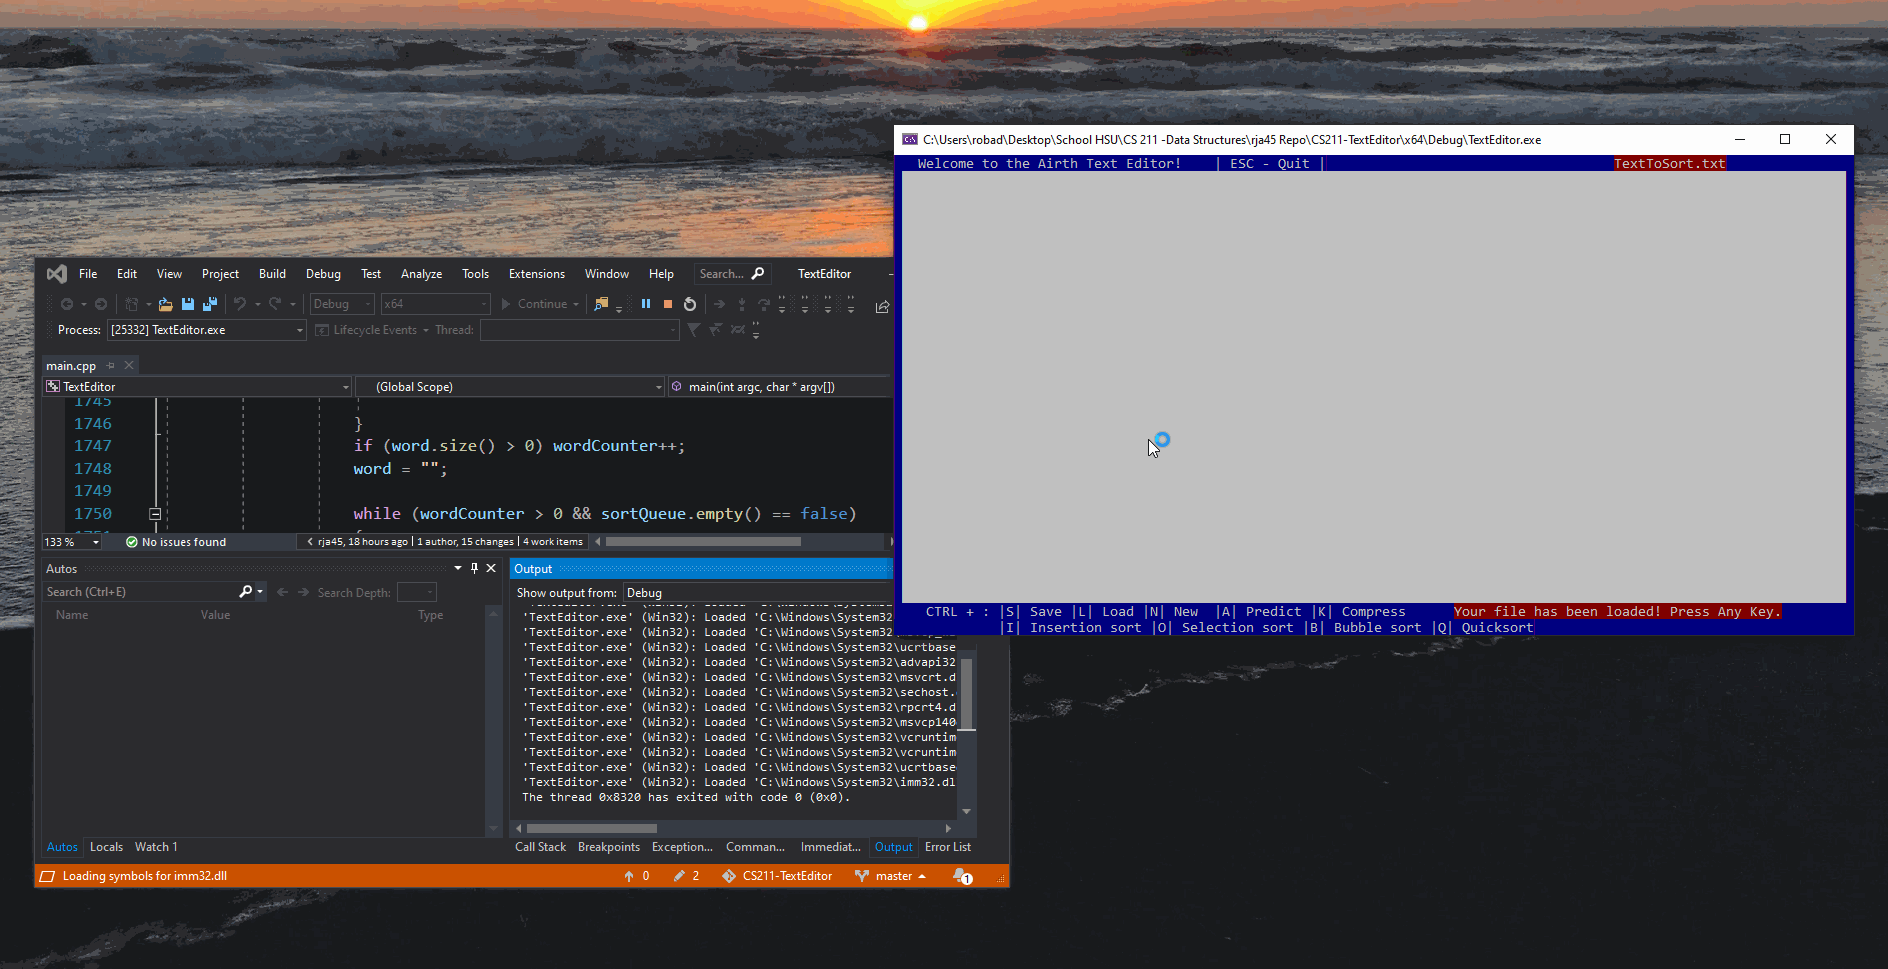 C:\Users\robad\Desktop\School HSU\CS 211 -Data Structures\rja45 Repo\CS211-TextEditor\x64\Debug\TextEditor.exe
Welcome to the Airth Text Editor! | ESC - Quit | TextToSort.txt
CTRL + : |S| Save |L| Load |N| New |A| Predict |K| Compress Your file has been loaded! Press Any Key.
|I| Insertion sort |O| Selection sort |B| Bubble sort |Q| Quicksort
File Edit View Project Build Debug Test Analyze Tools Extensions Window Help Search... TextEditor
Debug x64 Continue
Process: [25332] TextEditor.exe Lifecycle Events Thread:
main.cpp
TextEditor (Global Scope) main(int argc, char * argv[])
1745
1746 }
1747 if (word.size() > 0) wordCounter++;
1748 word = "";
1749
1750 while (wordCounter > 0 && sortQueue.empty() == false)
133 % No issues found rja45, 18 hours ago | 1 author, 15 changes | 4 work items
Autos
Search (Ctrl+E) Search Depth:
Name Value Type
Autos Locals Watch 1
Output
Show output from: Debug
'TextEditor.exe' (Win32): Loaded 'C:\Windows\System32
'TextEditor.exe' (Win32): Loaded 'C:\Windows\System32
'TextEditor.exe' (Win32): Loaded 'C:\Windows\System32
'TextEditor.exe' (Win32): Loaded 'C:\Windows\System32\ucrtbase
'TextEditor.exe' (Win32): Loaded 'C:\Windows\System32\advapi32
'TextEditor.exe' (Win32): Loaded 'C:\Windows\System32\msvcrt.d
'TextEditor.exe' (Win32): Loaded 'C:\Windows\System32\sechost.
'TextEditor.exe' (Win32): Loaded 'C:\Windows\System32\rpcrt4.d
'TextEditor.exe' (Win32): Loaded 'C:\Windows\System32\msvcp140
'TextEditor.exe' (Win32): Loaded 'C:\Windows\System32\vcruntim
'TextEditor.exe' (Win32): Loaded 'C:\Windows\System32\vcruntim
'TextEditor.exe' (Win32): Loaded 'C:\Windows\System32\ucrtbase
'TextEditor.exe' (Win32): Loaded 'C:\Windows\System32\imm32.dl
The thread 0x8320 has exited with code 0 (0x0).
Call Stack Breakpoints Exception... Comman... Immediat... Output Error List
Loading symbols for imm32.dll 0 2 CS211-TextEditor master 1